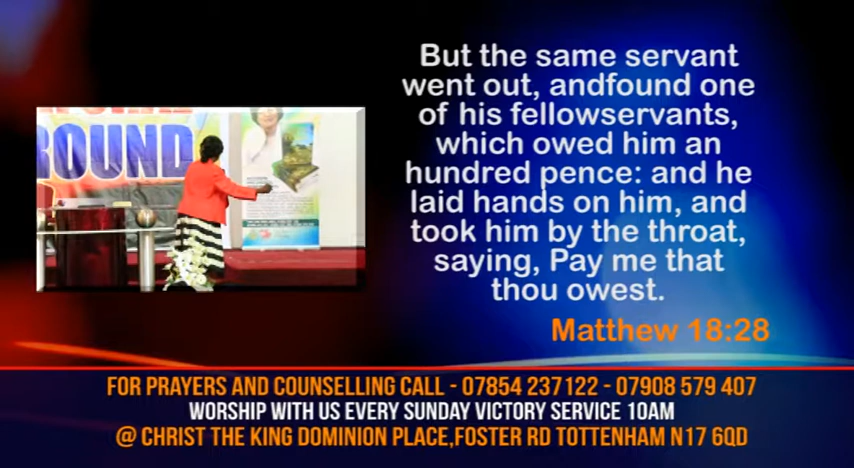 ROUND
But the same servant
went out, andfound one
of his fellowservants,
which owed him an
hundred pence: and he
laid hands on him, and
took him by the throat,
saying, Pay me that
thou owest.
Matthew 18:28
FOR PRAYERS AND COUNSELLING CALL - 07854 237122 - 07908 579 407
WORSHIP WITH US EVERY SUNDAY VICTORY SERVICE 10AM
@ CHRIST THE KING DOMINION PLACE,FOSTER RD TOTTENHAM N17 6QD